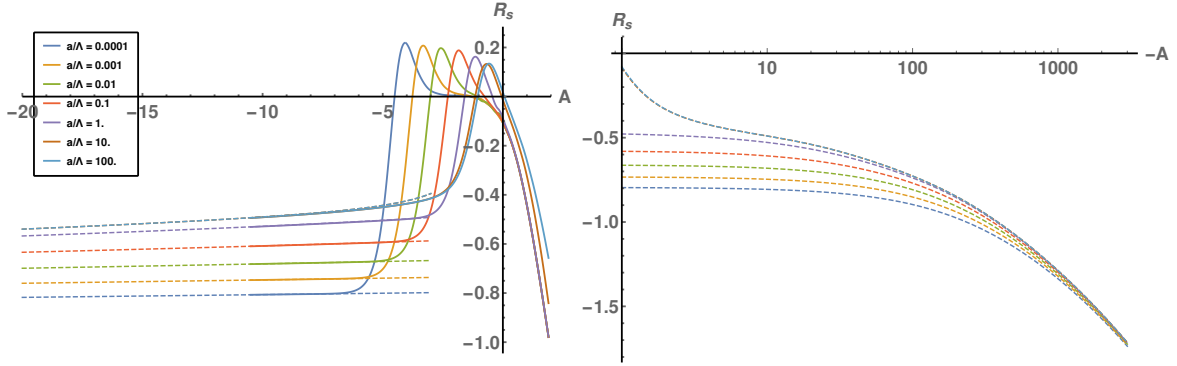 R_s
a/Λ = 0.0001
a/Λ = 0.001
a/Λ = 0.01
a/Λ = 0.1
a/Λ = 1.
a/Λ = 10.
a/Λ = 100.
0.2
A
−20 −15 −10 −5
−0.2
−0.4
−0.6
−0.8
−1.0
R_s
−A
10 100 1000
−0.5
−1.0
−1.5